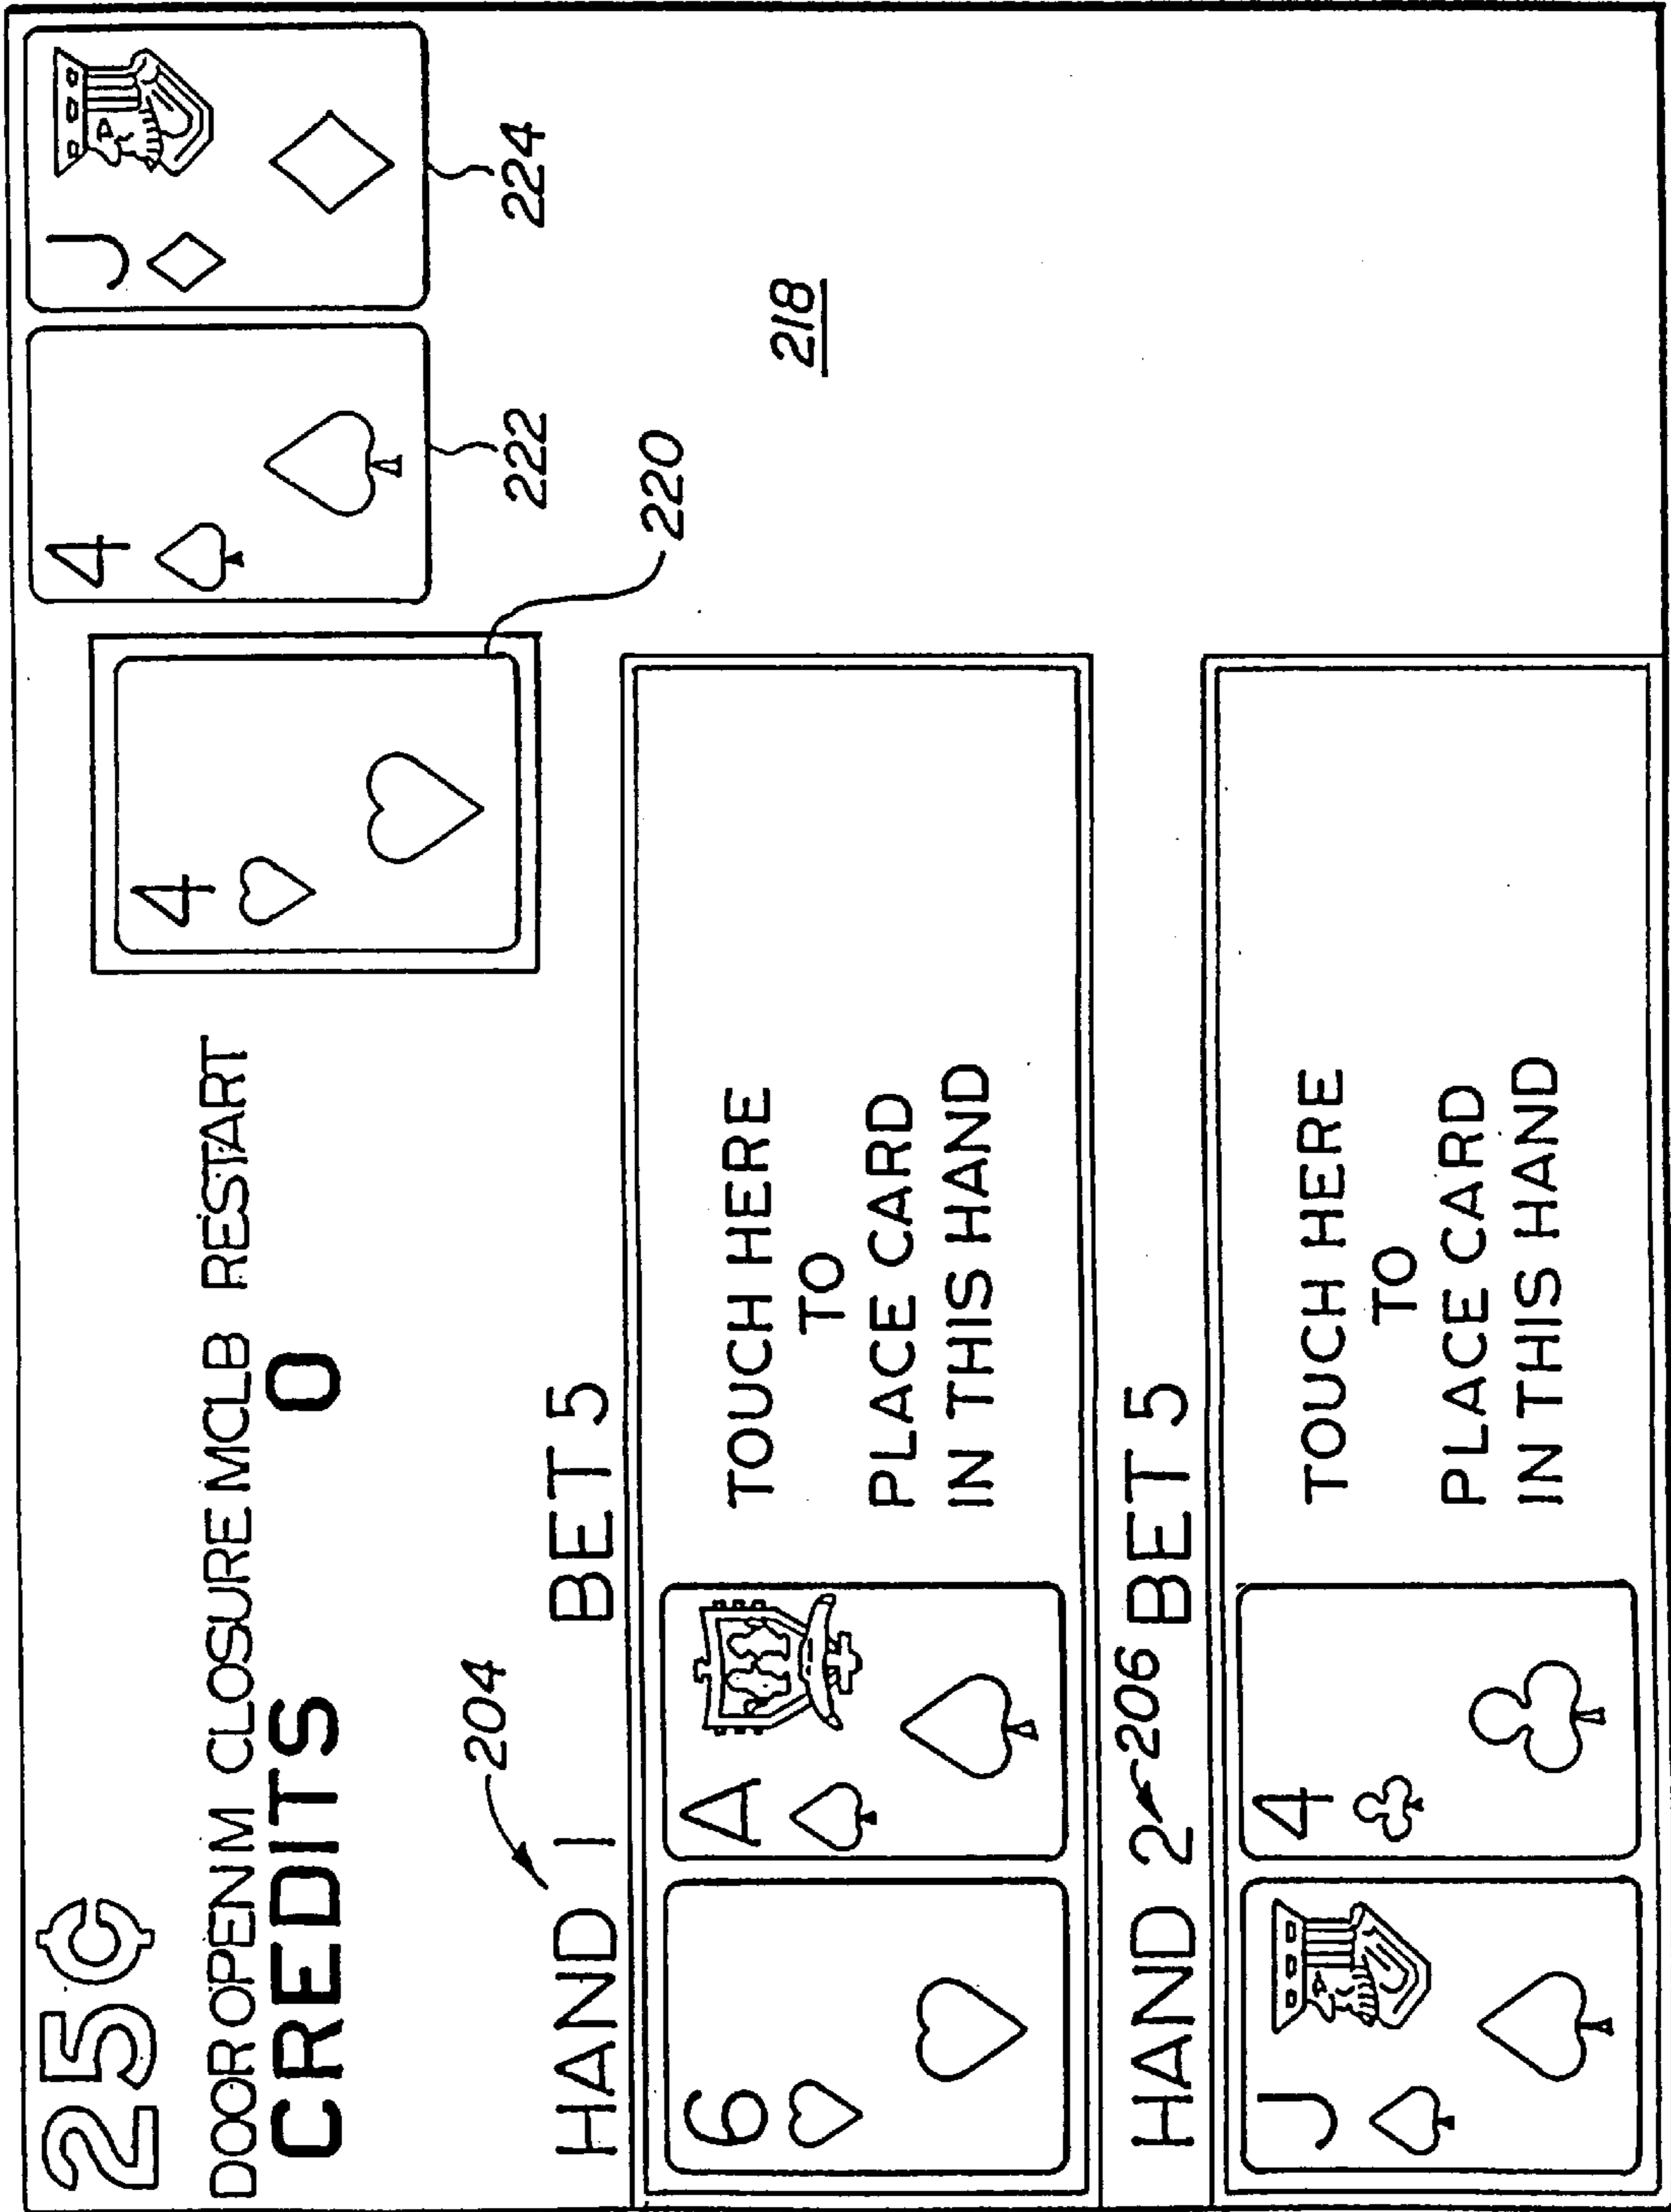 25¢
DOOR OPEN M CLOSURE MCLB RESTART
CREDITS 0
4
4
J
220
222
224
204
HAND 1 BET 5
6
A
TOUCH HERE
TO
PLACE CARD
IN THIS HAND
218
HAND 2 206 BET 5
J
4
TOUCH HERE
TO
PLACE CARD
IN THIS HAND